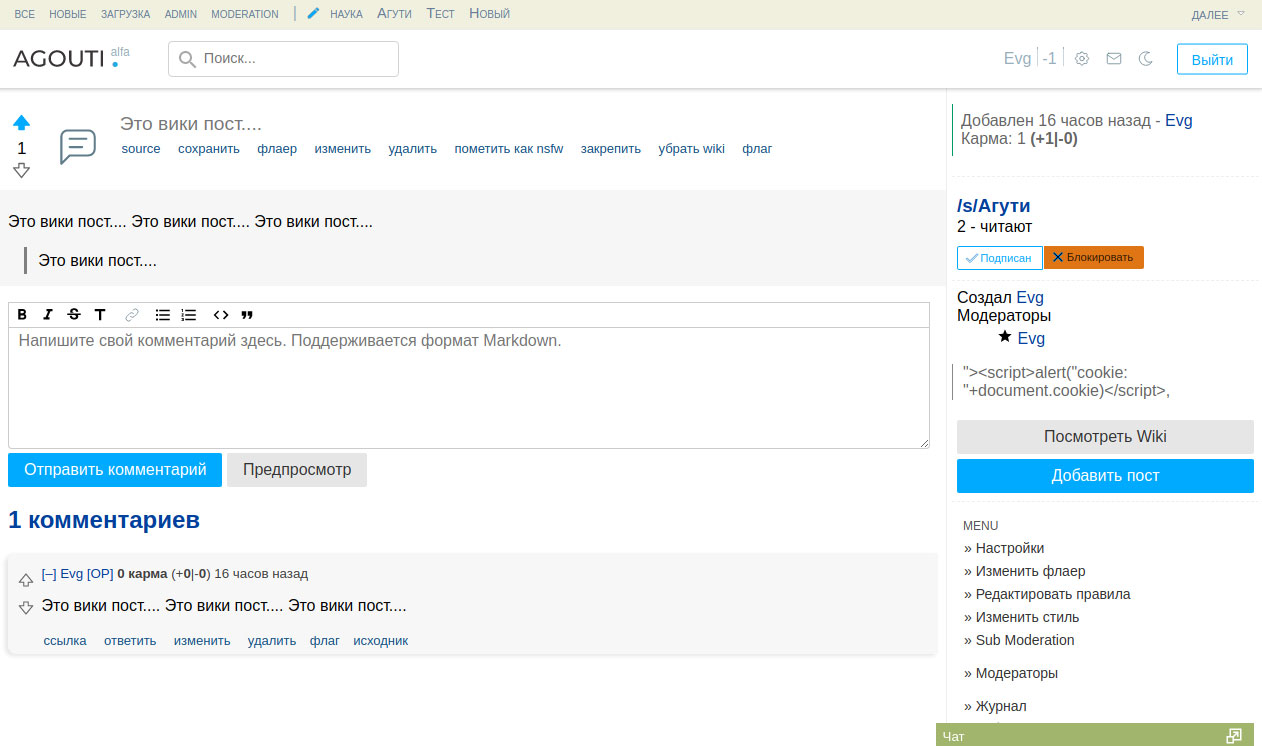 ВСЕ НОВЫЕ ЗАГРУЗКА ADMIN MODERATION НАУКА Агути Тест Новый ДАЛЕЕ
AGOUTI alfa
Поиск...
Evg -1 Выйти
1
Это вики пост....
source сохранить флаер изменить удалить пометить как nsfw закрепить убрать wiki флаг
Это вики пост.... Это вики пост.... Это вики пост....
Это вики пост....
B I S T
Напишите свой комментарий здесь. Поддерживается формат Markdown.
Отправить комментарий Предпросмотр
1 комментариев
[–] Evg [OP] 0 карма (+0|-0) 16 часов назад
Это вики пост.... Это вики пост.... Это вики пост....
ссылка ответить изменить удалить флаг исходник
Добавлен 16 часов назад - Evg
Карма: 1 (+1|-0)
/s/Агути
2 - читают
Подписан Блокировать
Создал Evg
Модераторы
Evg
"><script>alert("cookie:
"+document.cookie)</script>,
Посмотреть Wiki
Добавить пост
MENU
» Настройки
» Изменить флаер
» Редактировать правила
» Изменить стиль
» Sub Moderation
» Модераторы
» Журнал
Чат